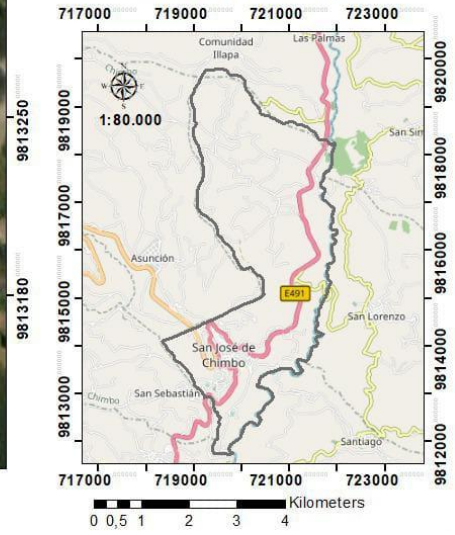 717000 719000 721000 723000
Comunidad
Illapa
Las Palmas
Chimbo
W E
S
1:80.000
San Sim
Asunción
E491
San Lorenzo
San José de
Chimbo
San Sebastián
Chimbo
Santiago
9813250
9813180
9819000
9817000
9815000
9813000
9820000
9818000
9816000
9814000
9812000
717000 719000 721000 723000
Kilometers
0 0,5 1 2 3 4